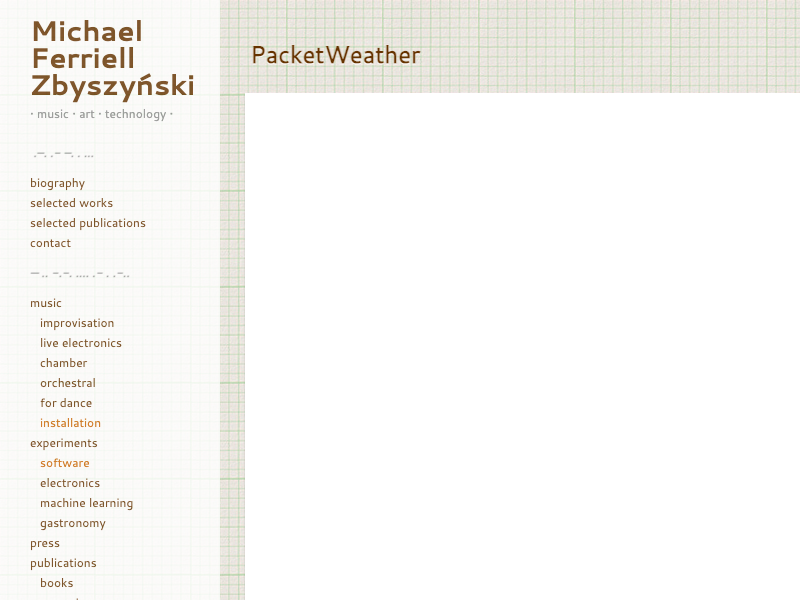 Michael
Ferriell
Zbyszyński
· music · art · technology ·
biography
selected works
selected publications
contact
music
improvisation
live electronics
chamber
orchestral
for dance
installation
experiments
software
electronics
machine learning
gastronomy
press
publications
books
PacketWeather